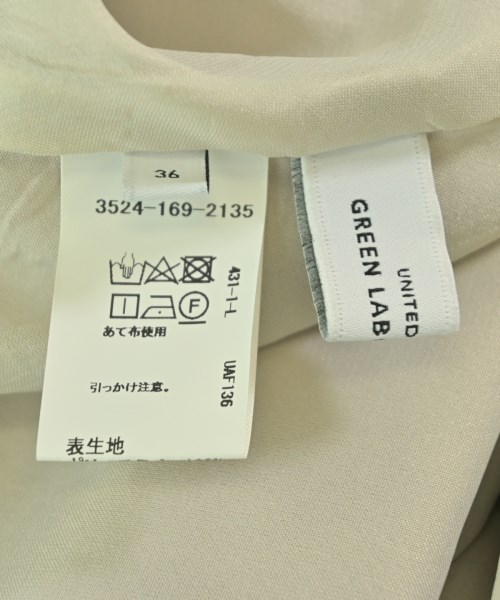 36
3524-169-2135
431-1-L
F
あて布使用
UAF136
引っかけ注意。
表生地
UNITED
GREEN LAB